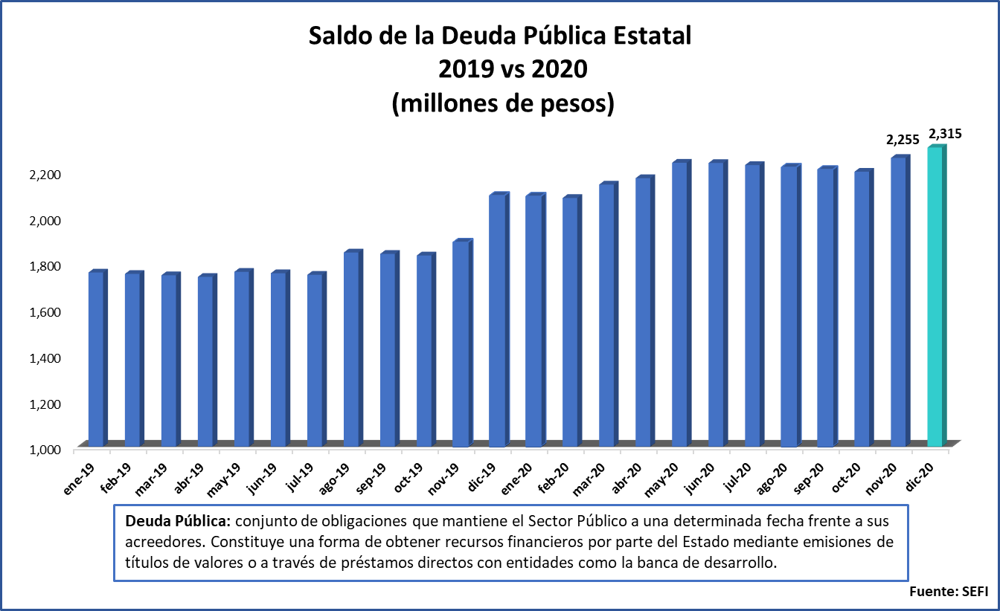 Saldo de la Deuda Pública Estatal
2019 vs 2020
(millones de pesos)
2,255
2,315
2,200
2,000
1,800
1,600
1,400
1,200
1,000
ene-19
feb-19
mar-19
abr-19
may-19
jun-19
jul-19
ago-19
sep-19
oct-19
nov-19
dic-19
ene-20
feb-20
mar-20
abr-20
may-20
jun-20
jul-20
ago-20
sep-20
oct-20
nov-20
dic-20
Deuda Pública: conjunto de obligaciones que mantiene el Sector Público a una determinada fecha frente a sus
acreedores. Constituye una forma de obtener recursos financieros por parte del Estado mediante emisiones de
títulos de valores o a través de préstamos directos con entidades como la banca de desarrollo.
Fuente: SEFI